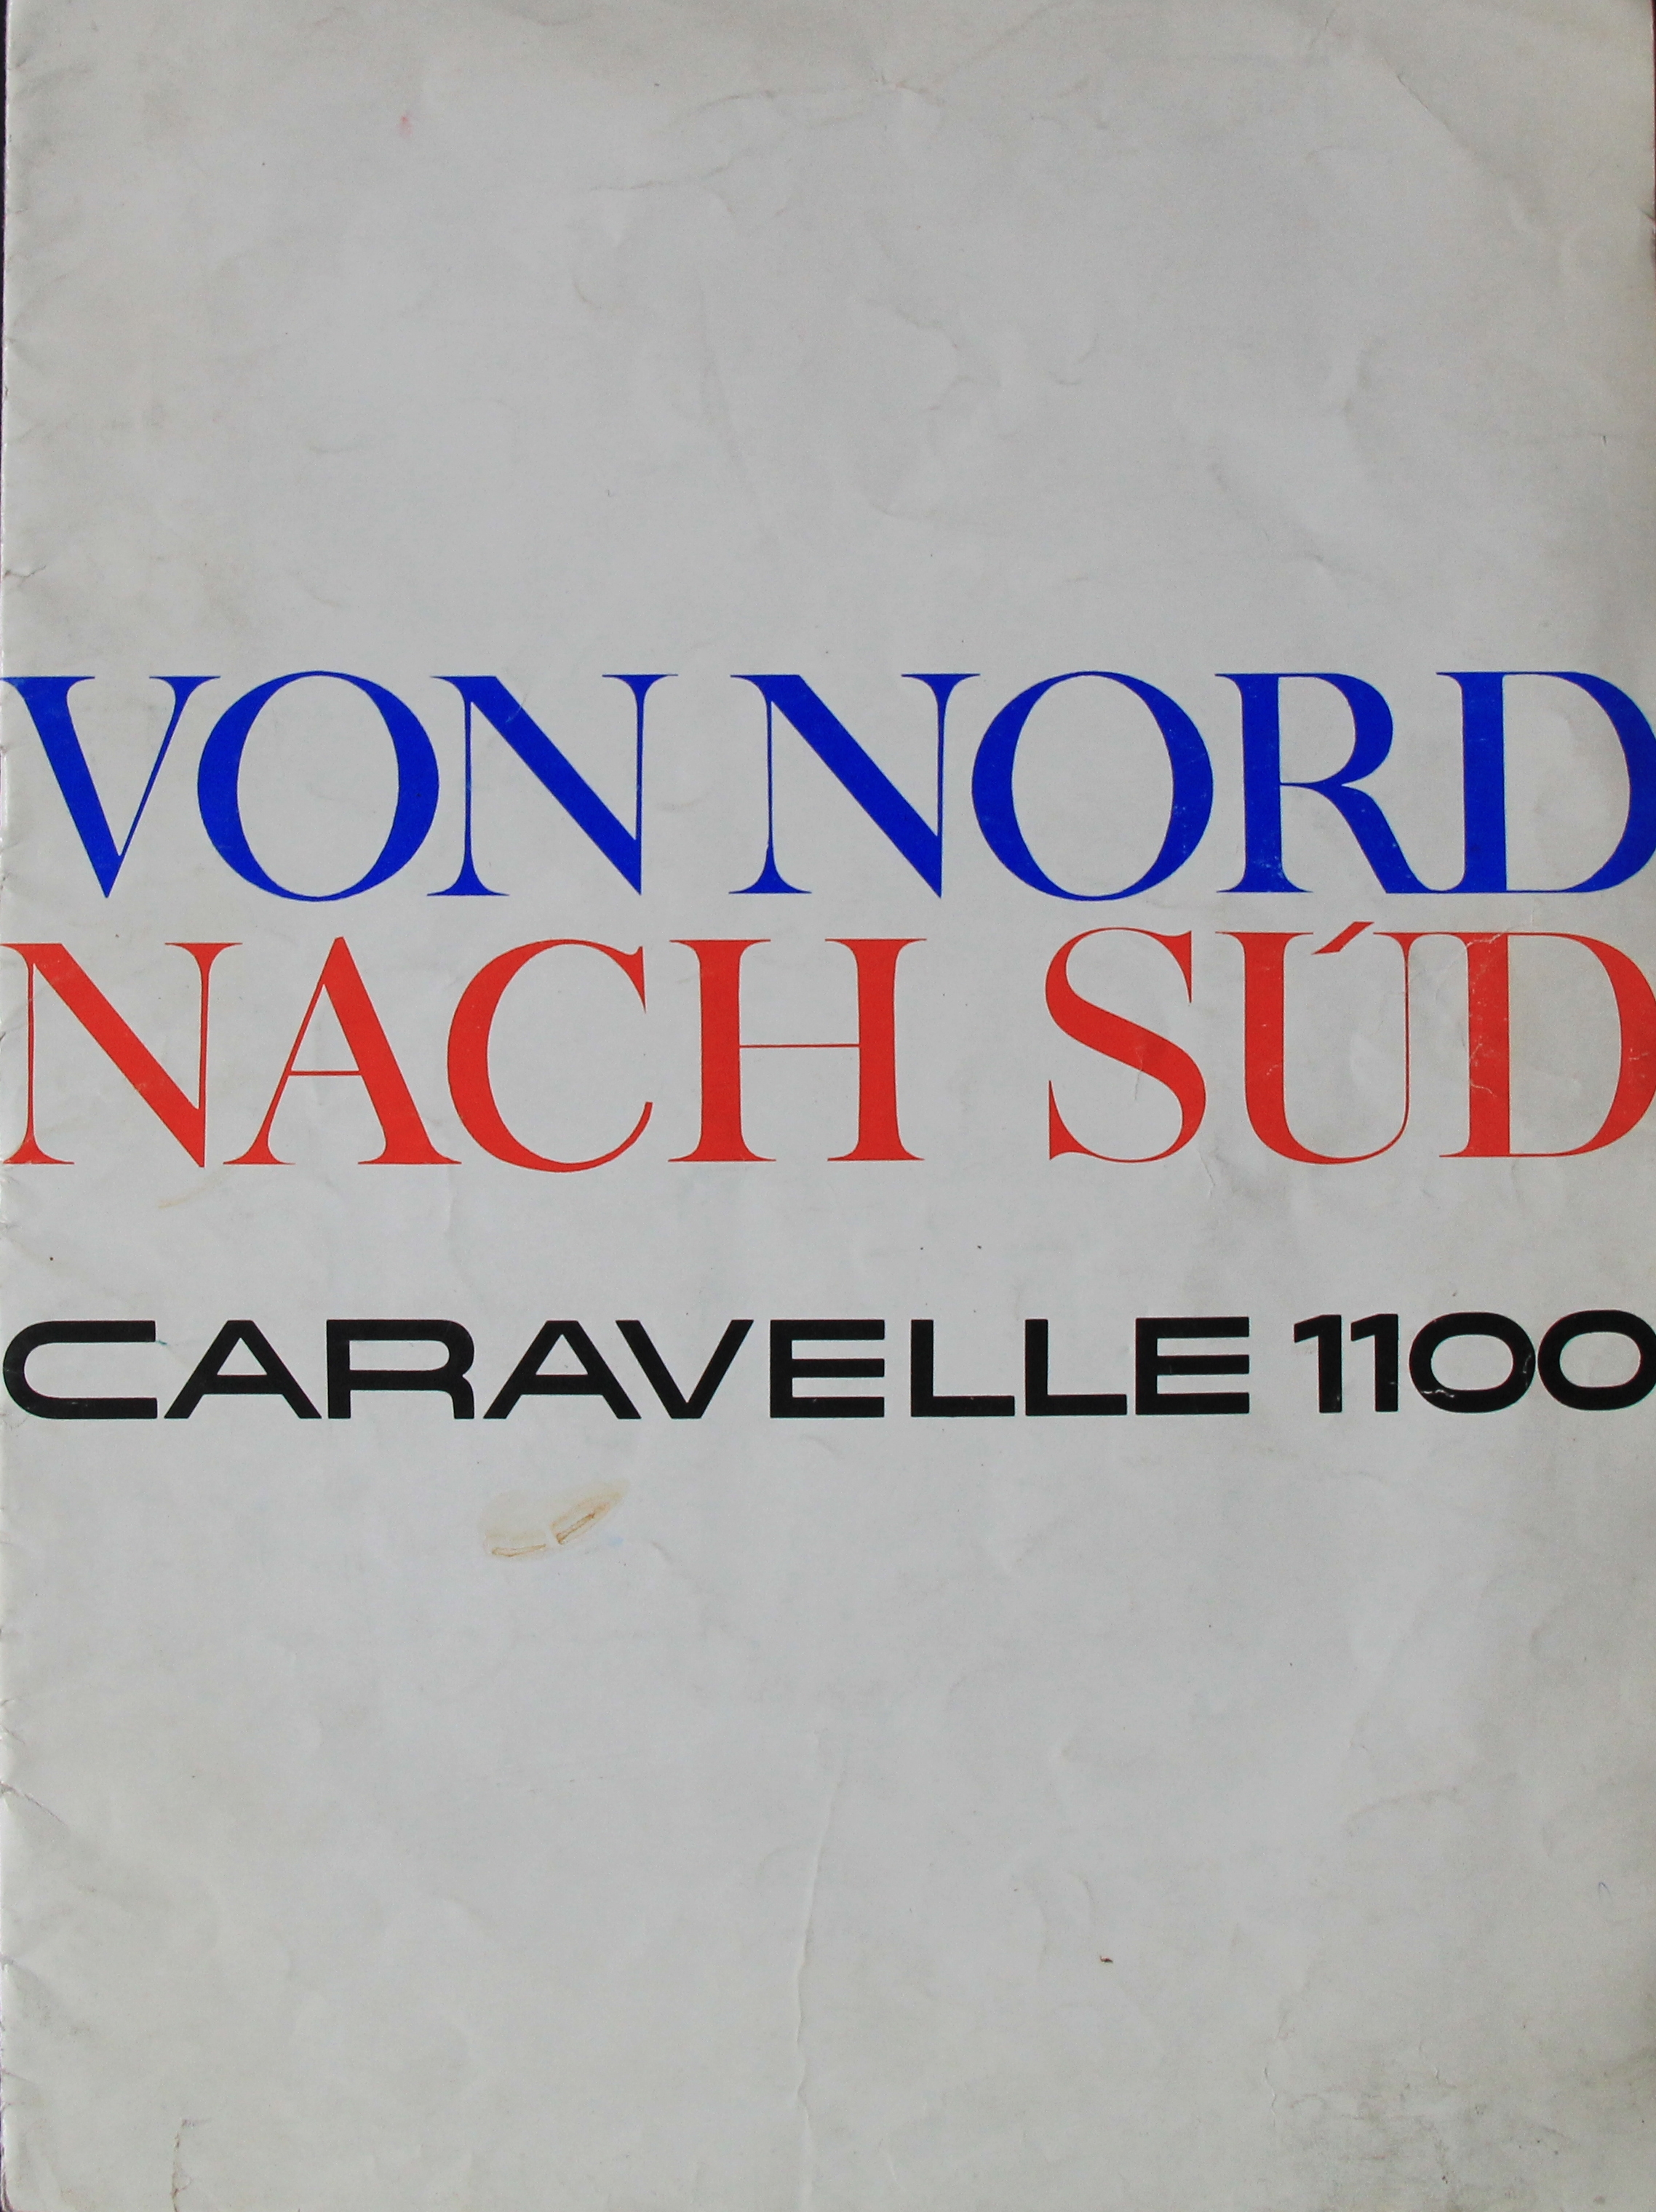 VON NORD
NACH SÚD
CARAVELLE 1100